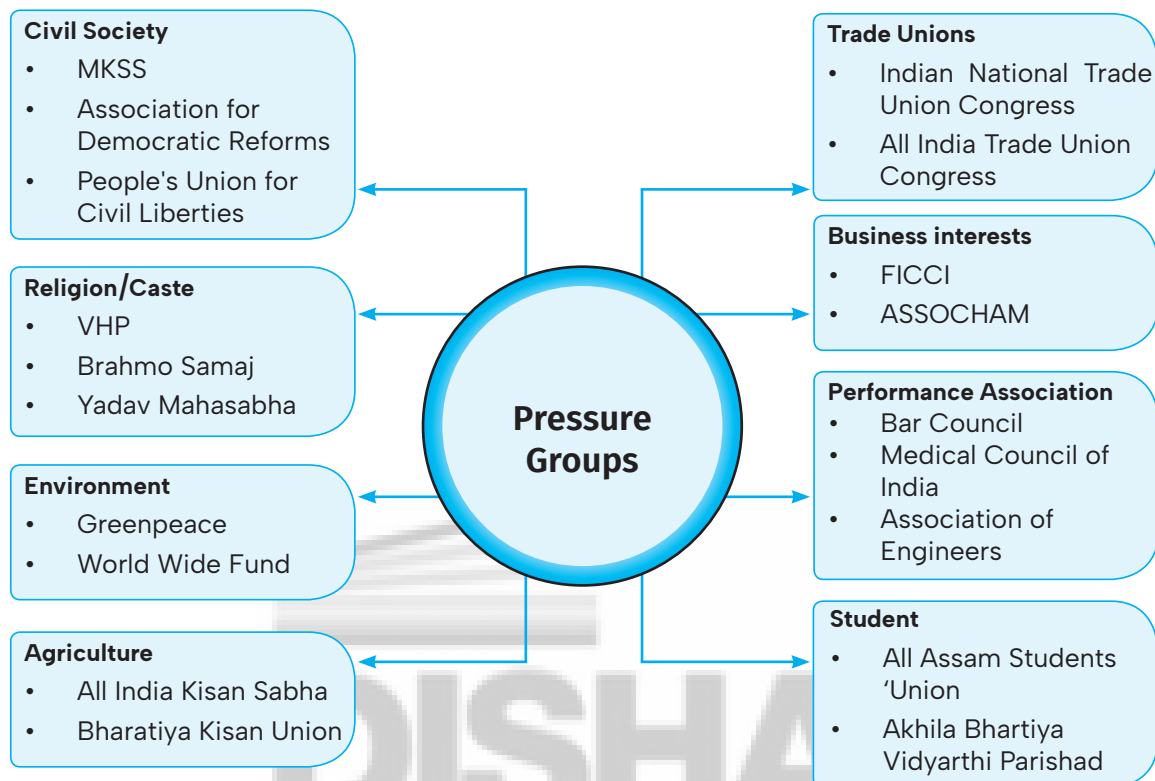 Civil Society
• MKSS
• Association for
Democratic Reforms
• People's Union for
Civil Liberties
Religion/Caste
• VHP
• Brahmo Samaj
• Yadav Mahasabha
Environment
• Greenpeace
• World Wide Fund
Agriculture
• All India Kisan Sabha
• Bharatiya Kisan Union
Pressure
Groups
Trade Unions
• Indian National Trade
Union Congress
• All India Trade Union
Congress
Business interests
• FICCI
• ASSOCHAM
Performance Association
• Bar Council
• Medical Council of
India
• Association of
Engineers
Student
• All Assam Students
‘Union
• Akhila Bhartiya
Vidyarthi Parishad
DISHA